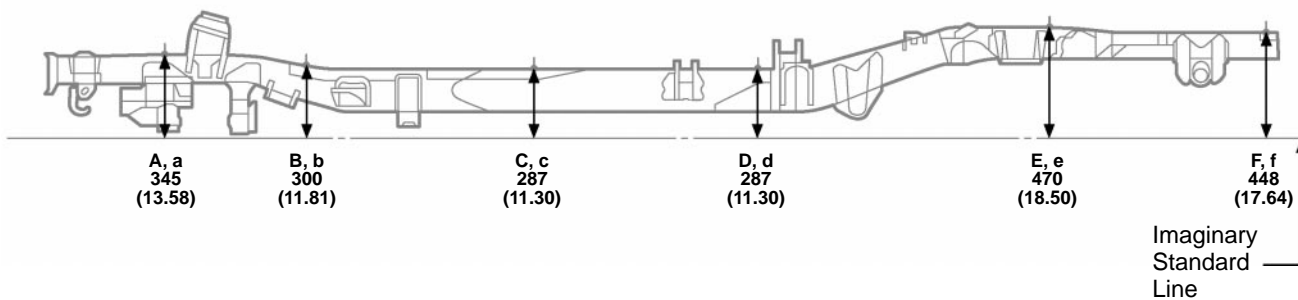 A, a
345
(13.58)
B, b
300
(11.81)
C, c
287
(11.30)
D, d
287
(11.30)
E, e
470
(18.50)
F, f
448
(17.64)
Imaginary
Standard
Line